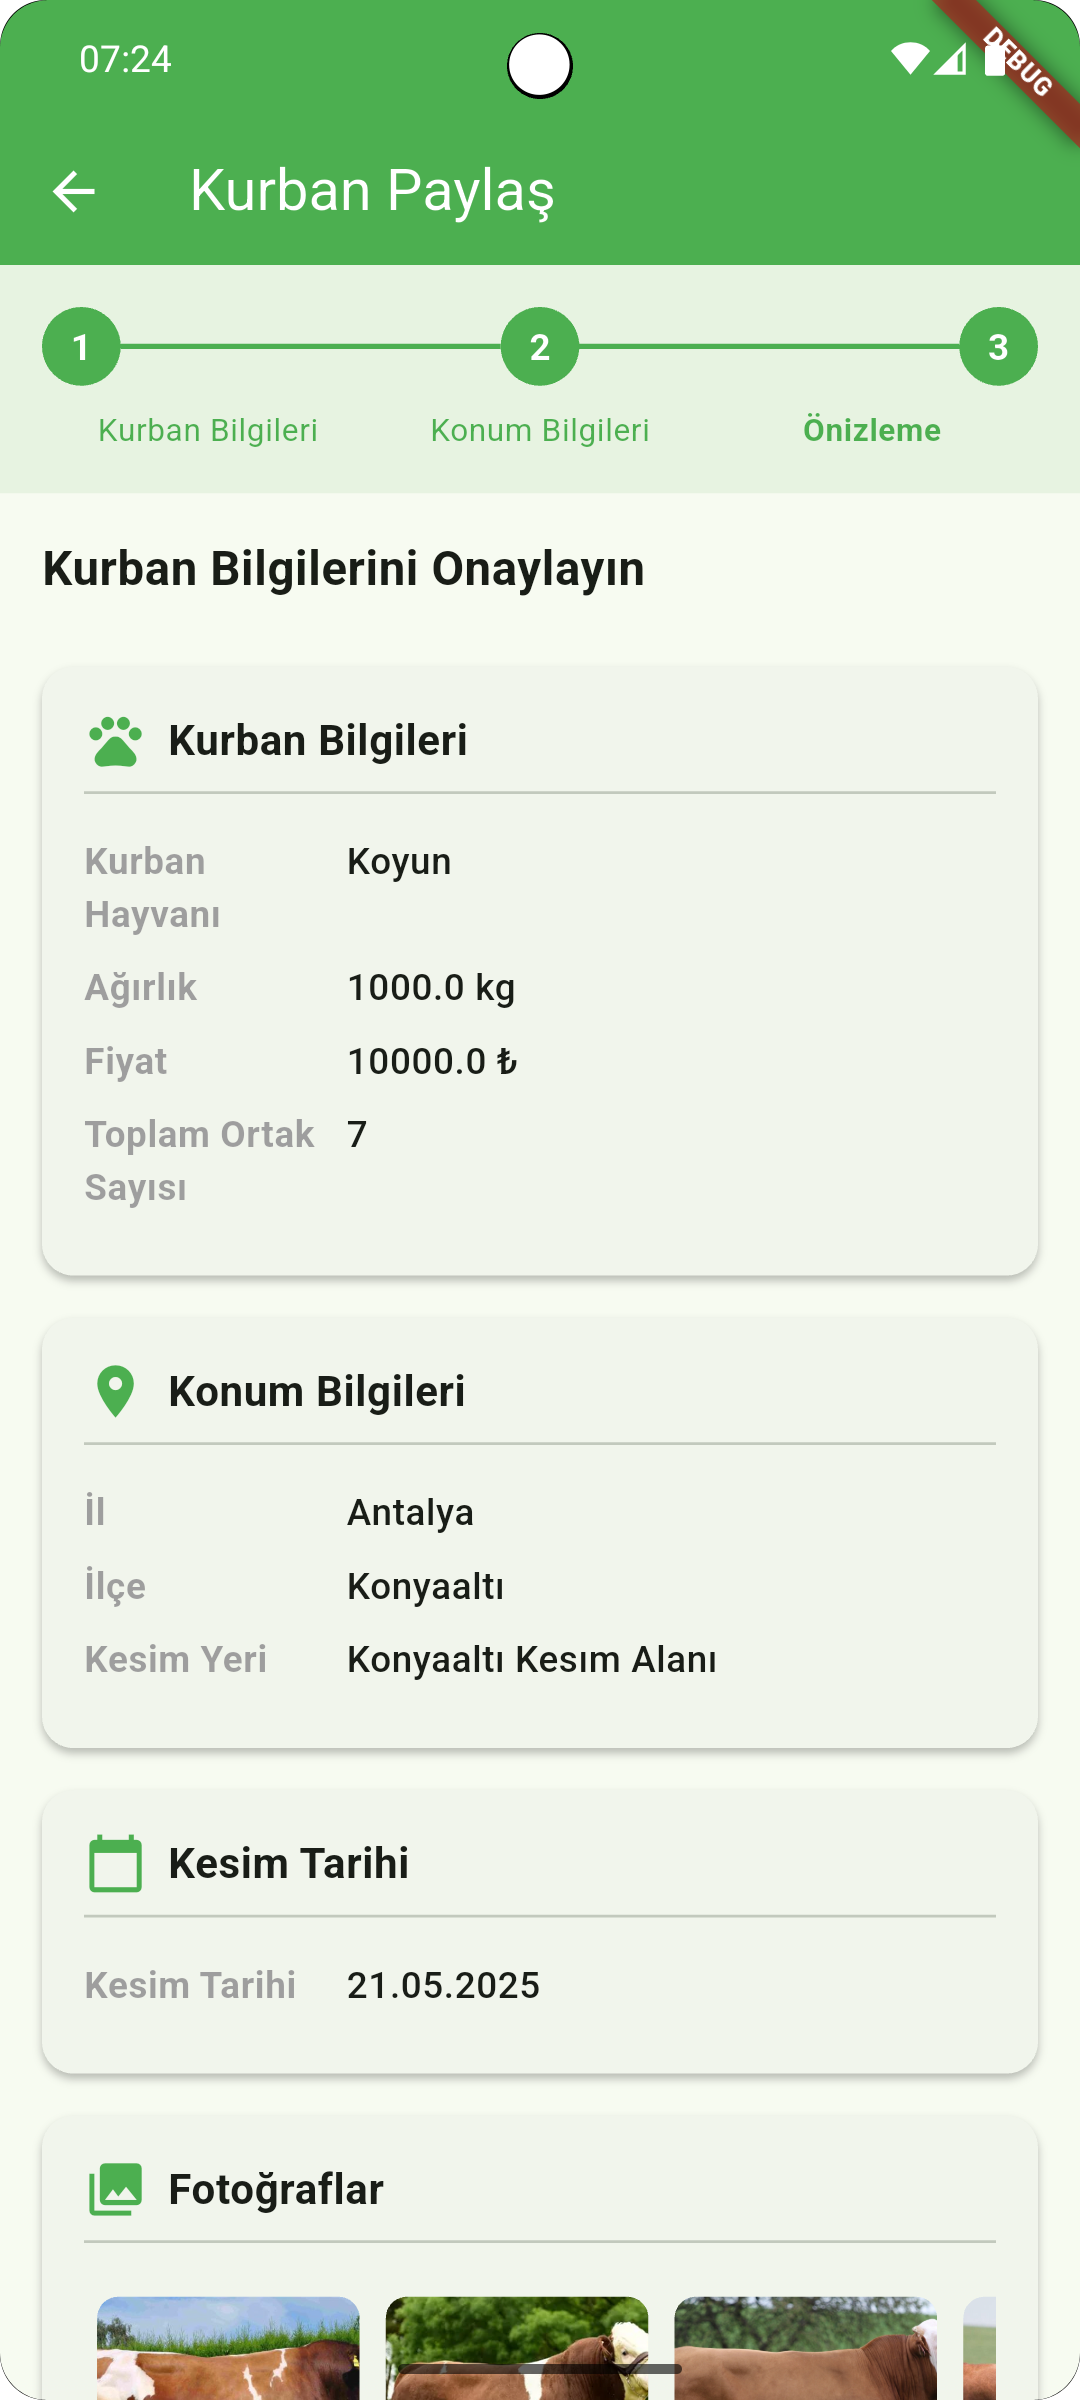 07:24
DEBUG
Kurban Paylaş
1 2 3
Kurban Bilgileri Konum Bilgileri Önizleme
Kurban Bilgilerini Onaylayın
Kurban Bilgileri
Kurban Hayvanı Koyun
Ağırlık 1000.0 kg
Fiyat 10000.0 ₺
Toplam Ortak Sayısı 7
Konum Bilgileri
İl Antalya
İlçe Konyaaltı
Kesim Yeri Konyaaltı Kesım Alanı
Kesim Tarihi
Kesim Tarihi 21.05.2025
Fotoğraflar